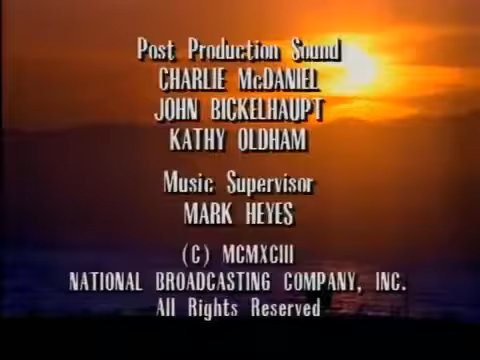 Post Production Sound
CHARLIE McDANIEL
JOHN BICKELHAUPT
KATHY OLDHAM
Music Supervisor
MARK HEYES
(C) MCMXCIII
NATIONAL BROADCASTING COMPANY, INC.
All Rights Reserved